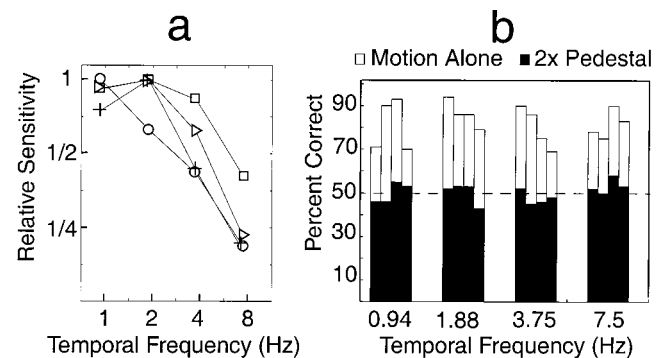 a
1
1/2
1/4
Relative Sensitivity
1 2 4 8
Temporal Frequency (Hz)
b
Motion Alone 2x Pedestal
90
70
50
30
10
Percent Correct
0.94 1.88 3.75 7.5
Temporal Frequency (Hz)